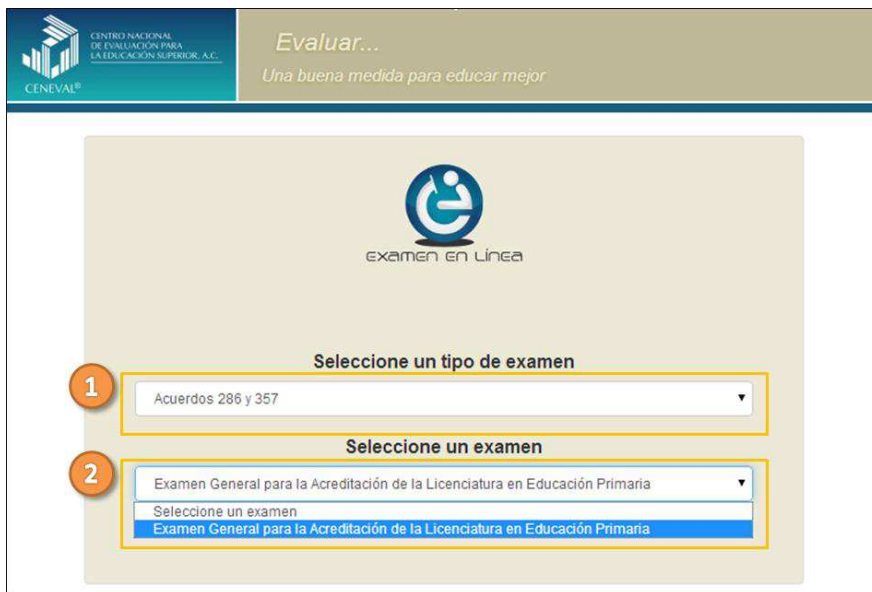 CENTRO NACIONAL
DE EVALUACIÓN PARA
LA EDUCACIÓN SUPERIOR, A.C.
CENEVAL®
Evaluar...
Una buena medida para educar mejor
examen en línea
Seleccione un tipo de examen
1
Acuerdos 286 y 357
Seleccione un examen
2
Examen General para la Acreditación de la Licenciatura en Educación Primaria
Seleccione un examen
Examen General para la Acreditación de la Licenciatura en Educación Primaria